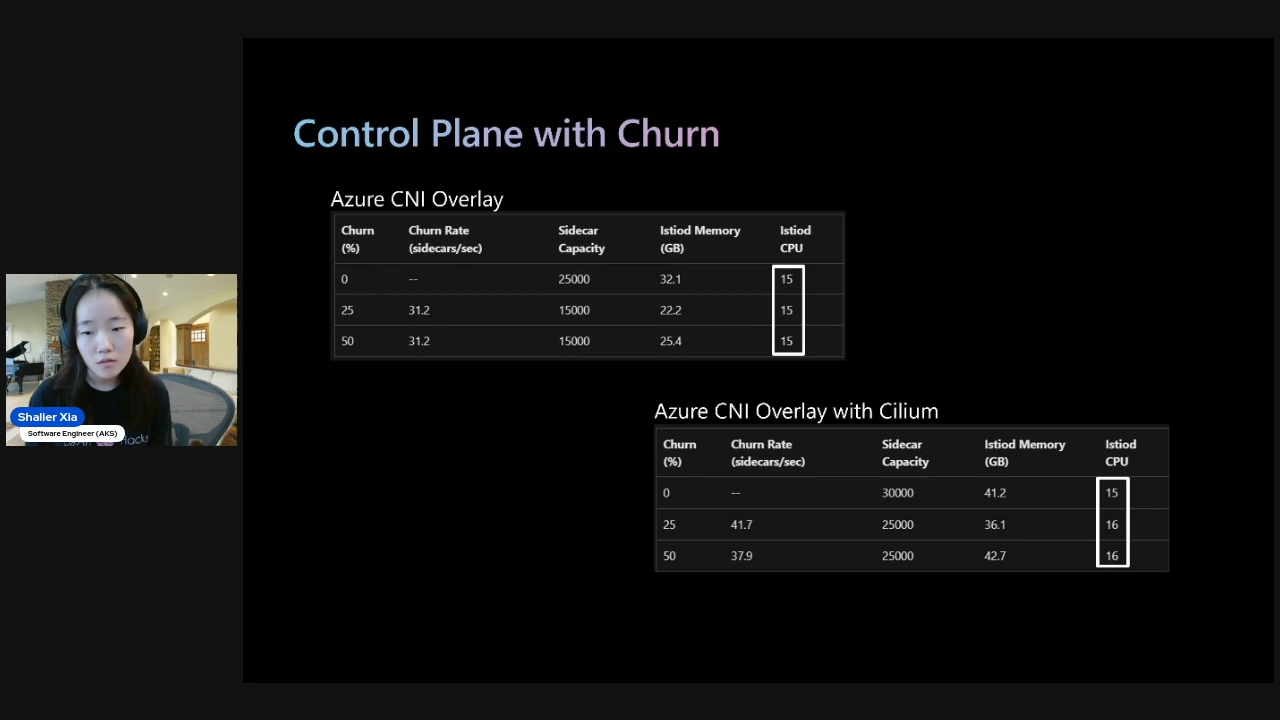 Control Plane with Churn
Azure CNI Overlay
Churn (%) Churn Rate (sidecars/sec) Sidecar Capacity Istiod Memory (GB) Istiod CPU
0 -- 25000 32.1 15
25 31.2 15000 22.2 15
50 31.2 15000 25.4 15
Azure CNI Overlay with Cilium
Churn (%) Churn Rate (sidecars/sec) Sidecar Capacity Istiod Memory (GB) Istiod CPU
0 -- 30000 41.2 15
25 41.7 25000 36.1 16
50 37.9 25000 42.7 16
Shalier Xia
Software Engineer (AKS)